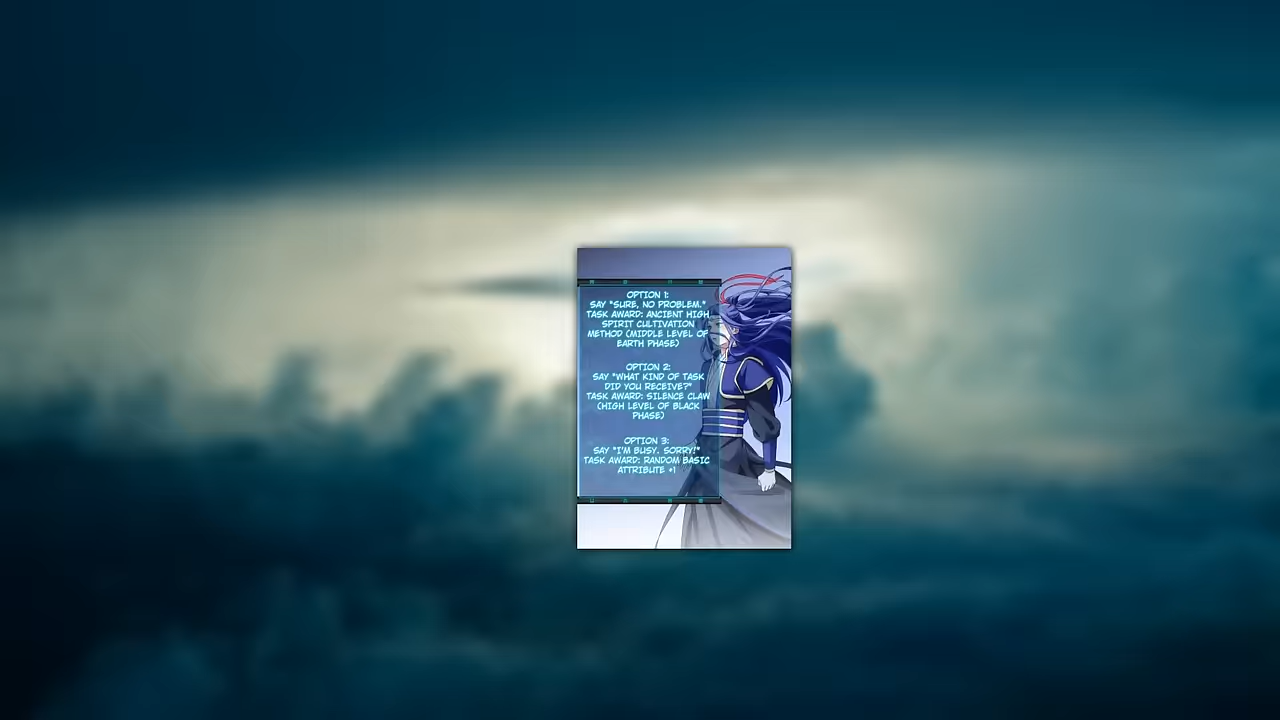 OPTION 1:
SAY "SURE, NO PROBLEM."
TASK AWARD: ANCIENT HIGH
SPIRIT CULTIVATION
METHOD (MIDDLE LEVEL OF
EARTH PHASE)
OPTION 2:
SAY "WHAT KIND OF TASK
DID YOU RECEIVE?"
TASK AWARD: SILENCE CLAW
(HIGH LEVEL OF BLACK
PHASE)
OPTION 3:
SAY "I'M BUSY. SORRY!"
TASK AWARD: RANDOM BASIC
ATTRIBUTE +1